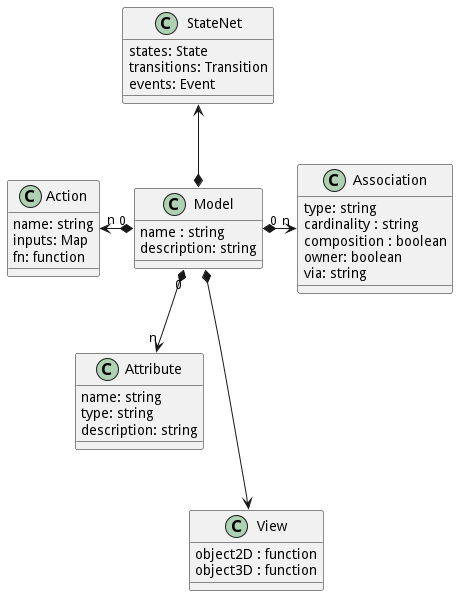 C StateNet
states: State
transitions: Transition
events: Event
C Action
name: string
inputs: Map
fn: function
n 0
C Model
name : string
description: string
0 n
C Association
type: string
cardinality : string
composition : boolean
owner: boolean
via: string
0
n
C Attribute
name: string
type: string
description: string
C View
object2D : function
object3D : function